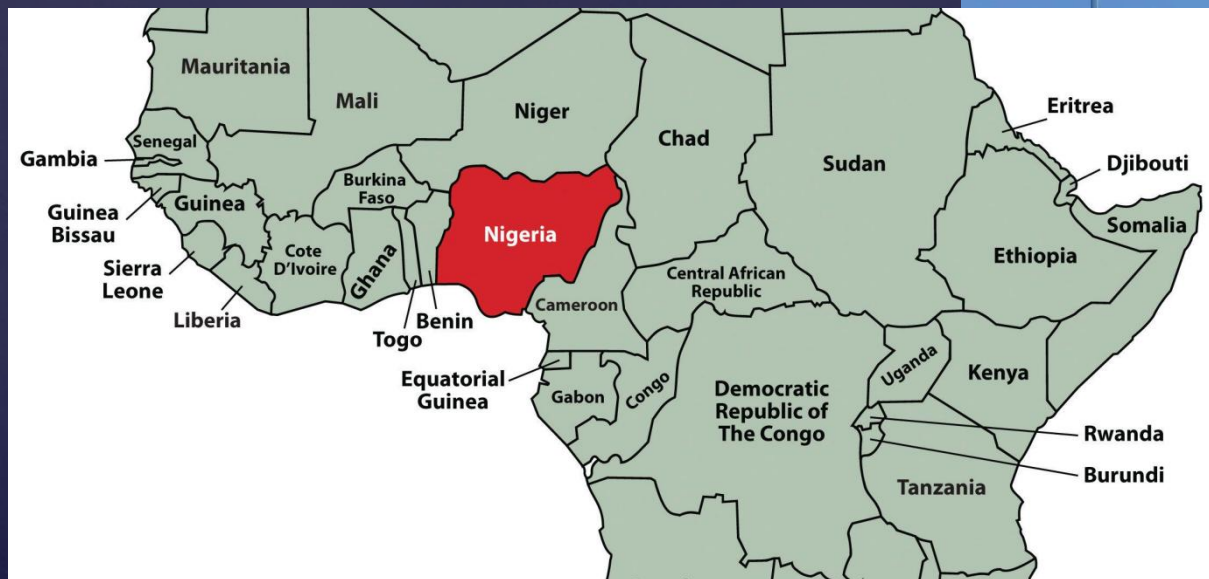 Mauritania
Mali
Niger
Chad
Sudan
Eritrea
Djibouti
Somalia
Ethiopia
Senegal
Gambia
Guinea
Bissau
Guinea
Sierra
Leone
Liberia
Cote
D'Ivoire
Burkina
Faso
Ghana
Togo
Benin
Nigeria
Cameroon
Central African
Republic
Equatorial
Guinea
Gabon
Congo
Democratic
Republic of
The Congo
Uganda
Kenya
Rwanda
Burundi
Tanzania